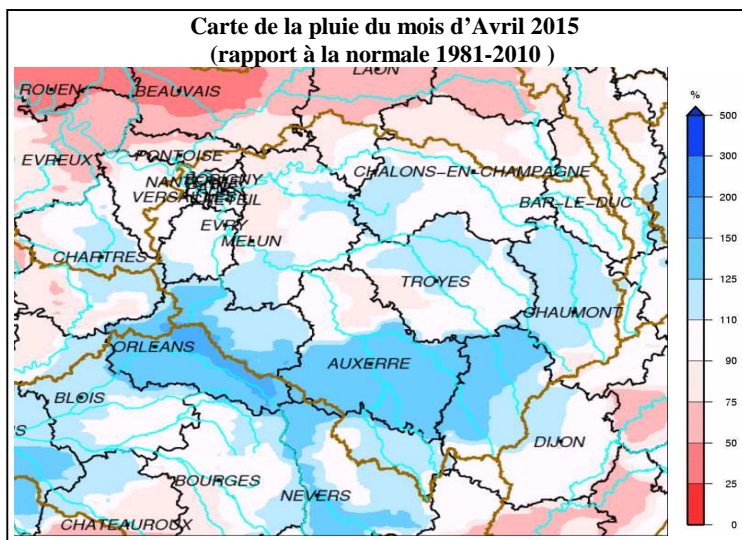 Carte de la pluie du mois d’Avril 2015
(rapport à la normale 1981-2010 )
LAON
ROUEN
BEAUVAIS
%
500
EVREUX
PONTOISE
300
CHALONS-EN-CHAMPAGNE
200
BAR-LE-DUC
150
EVRY
MELUN
125
CHARTRES
TROYES
CHAUMONT
110
ORLEANS
AUXERRE
90
BLOIS
75
DIJON
50
BOURGES
NEVERS
25
CHATEAUROUX
0